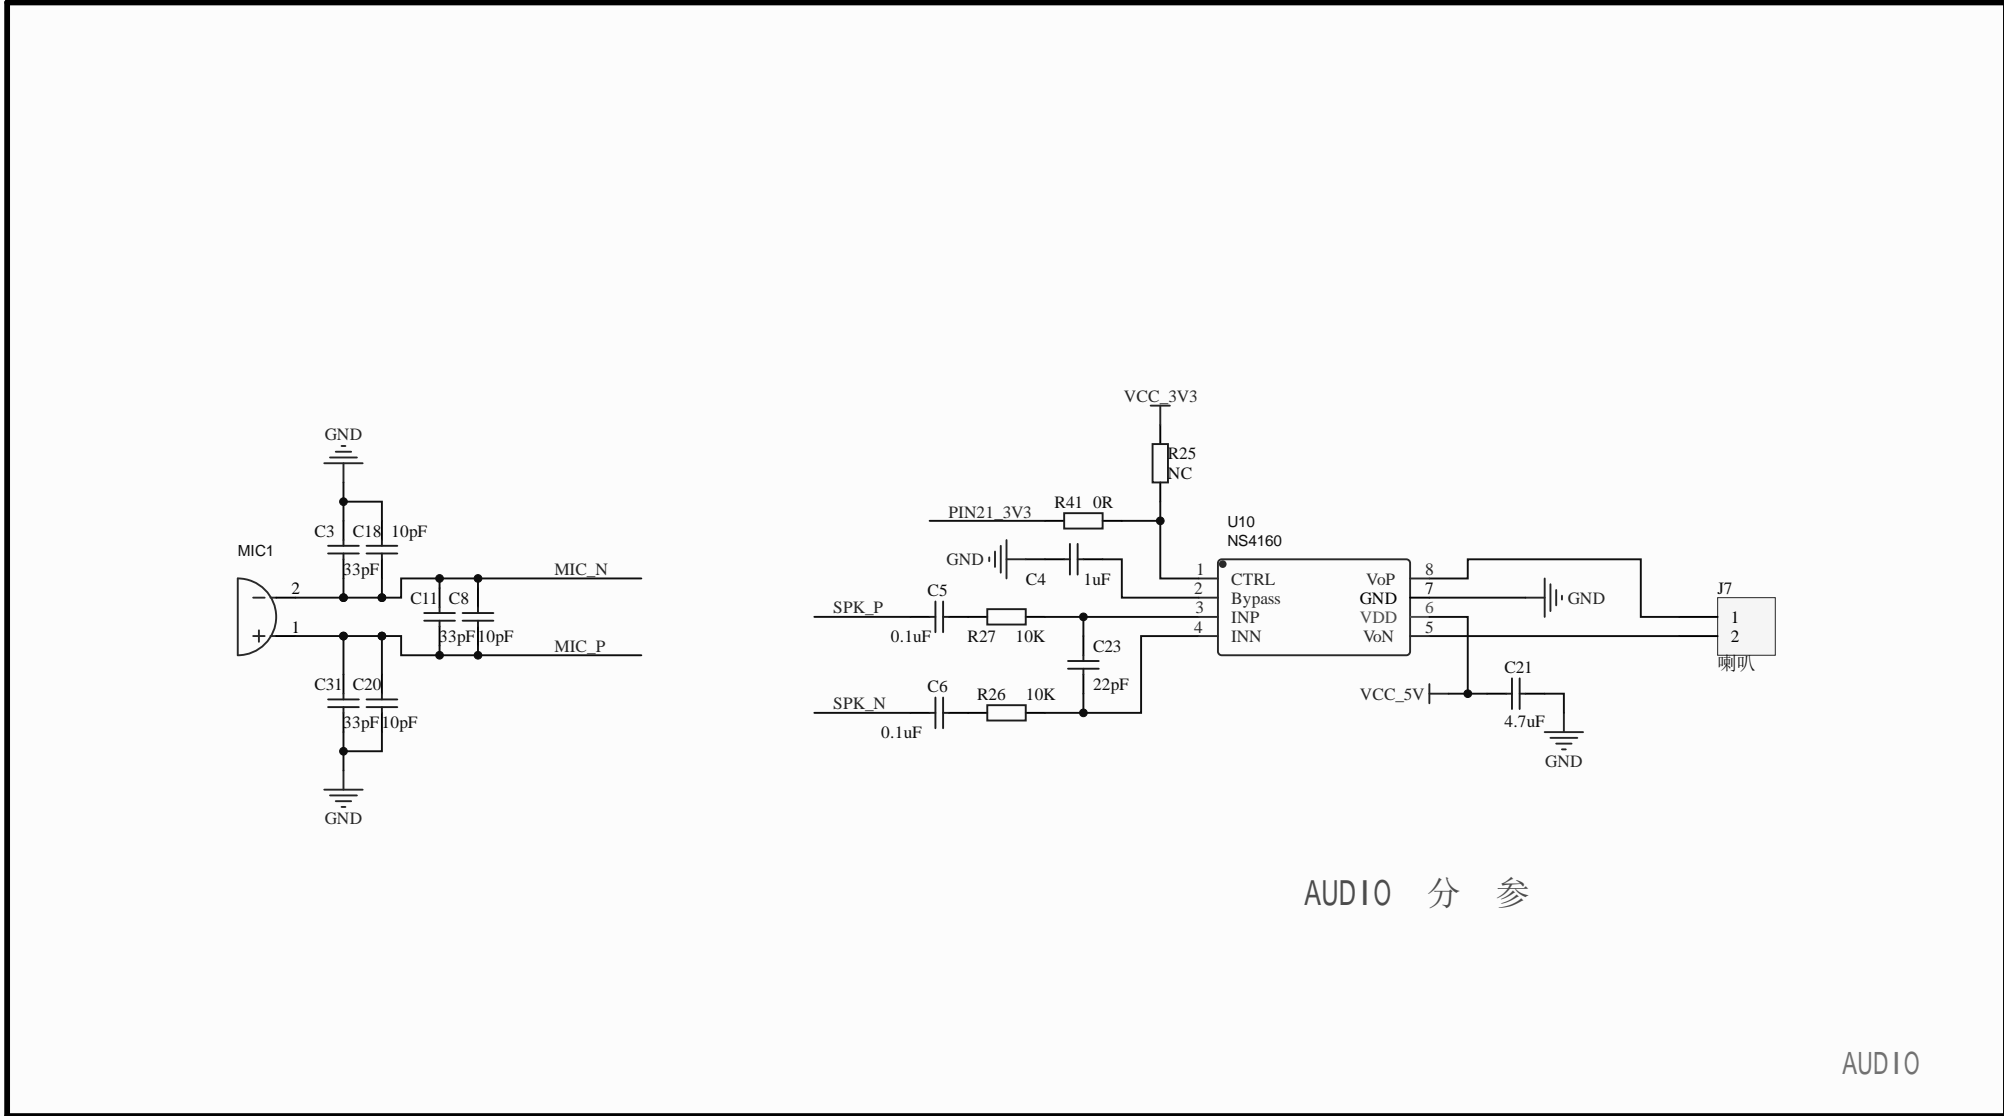 GND
C3 C18 10pF
33pF
MIC1
2
1
MIC_N
C11 C8
33pF 10pF
MIC_P
C31 C20
33pF 10pF
GND
VCC_3V3
R25
NC
PIN21_3V3
R41 0R
GND
C4 1uF
SPK_P
C5
0.1uF
R27 10K
C23
22pF
SPK_N
C6
0.1uF
R26 10K
U10
NS4160
1 CTRL VoP 8
2 Bypass GND 7
3 INP VDD 6
4 INN VoN 5
GND
J7
1
2
喇叭
VCC_5V
C21
4.7uF
GND
AUDIO 分 参
AUDIO